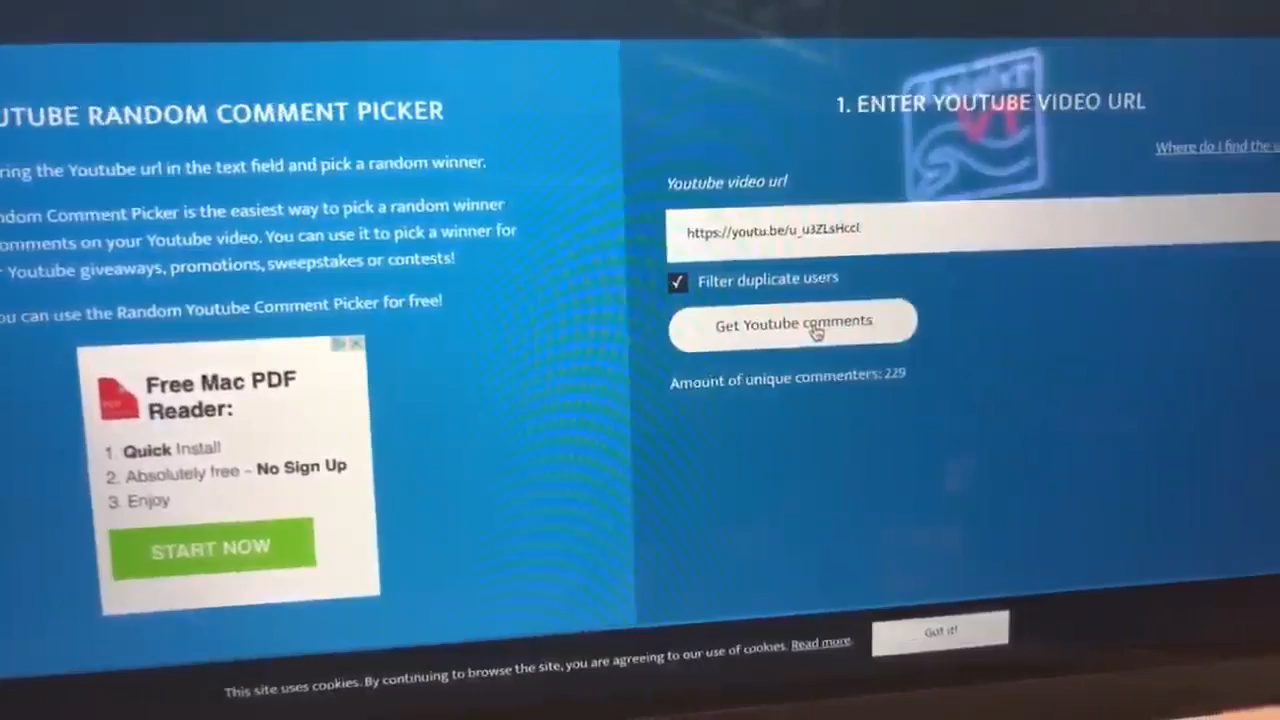 UTUBE RANDOM COMMENT PICKER
ring the Youtube url in the text field and pick a random winner.
ndom Comment Picker is the easiest way to pick a random winner
omments on your Youtube video. You can use it to pick a winner for
Youtube giveaways, promotions, sweepstakes or contests!
ou can use the Random Youtube Comment Picker for free!
Free Mac PDF
Reader:
1. Quick Install
2. Absolutely free - No Sign Up
3. Enjoy
START NOW
1. ENTER YOUTUBE VIDEO URL
Where do I find the
Youtube video url
https://youtu.be/u_u3ZLsHccI
Filter duplicate users
Get Youtube comments
Amount of unique commenters: 229
This site uses cookies. By continuing to browse the site, you are agreeing to our use of cookies. Read more.
Got it!